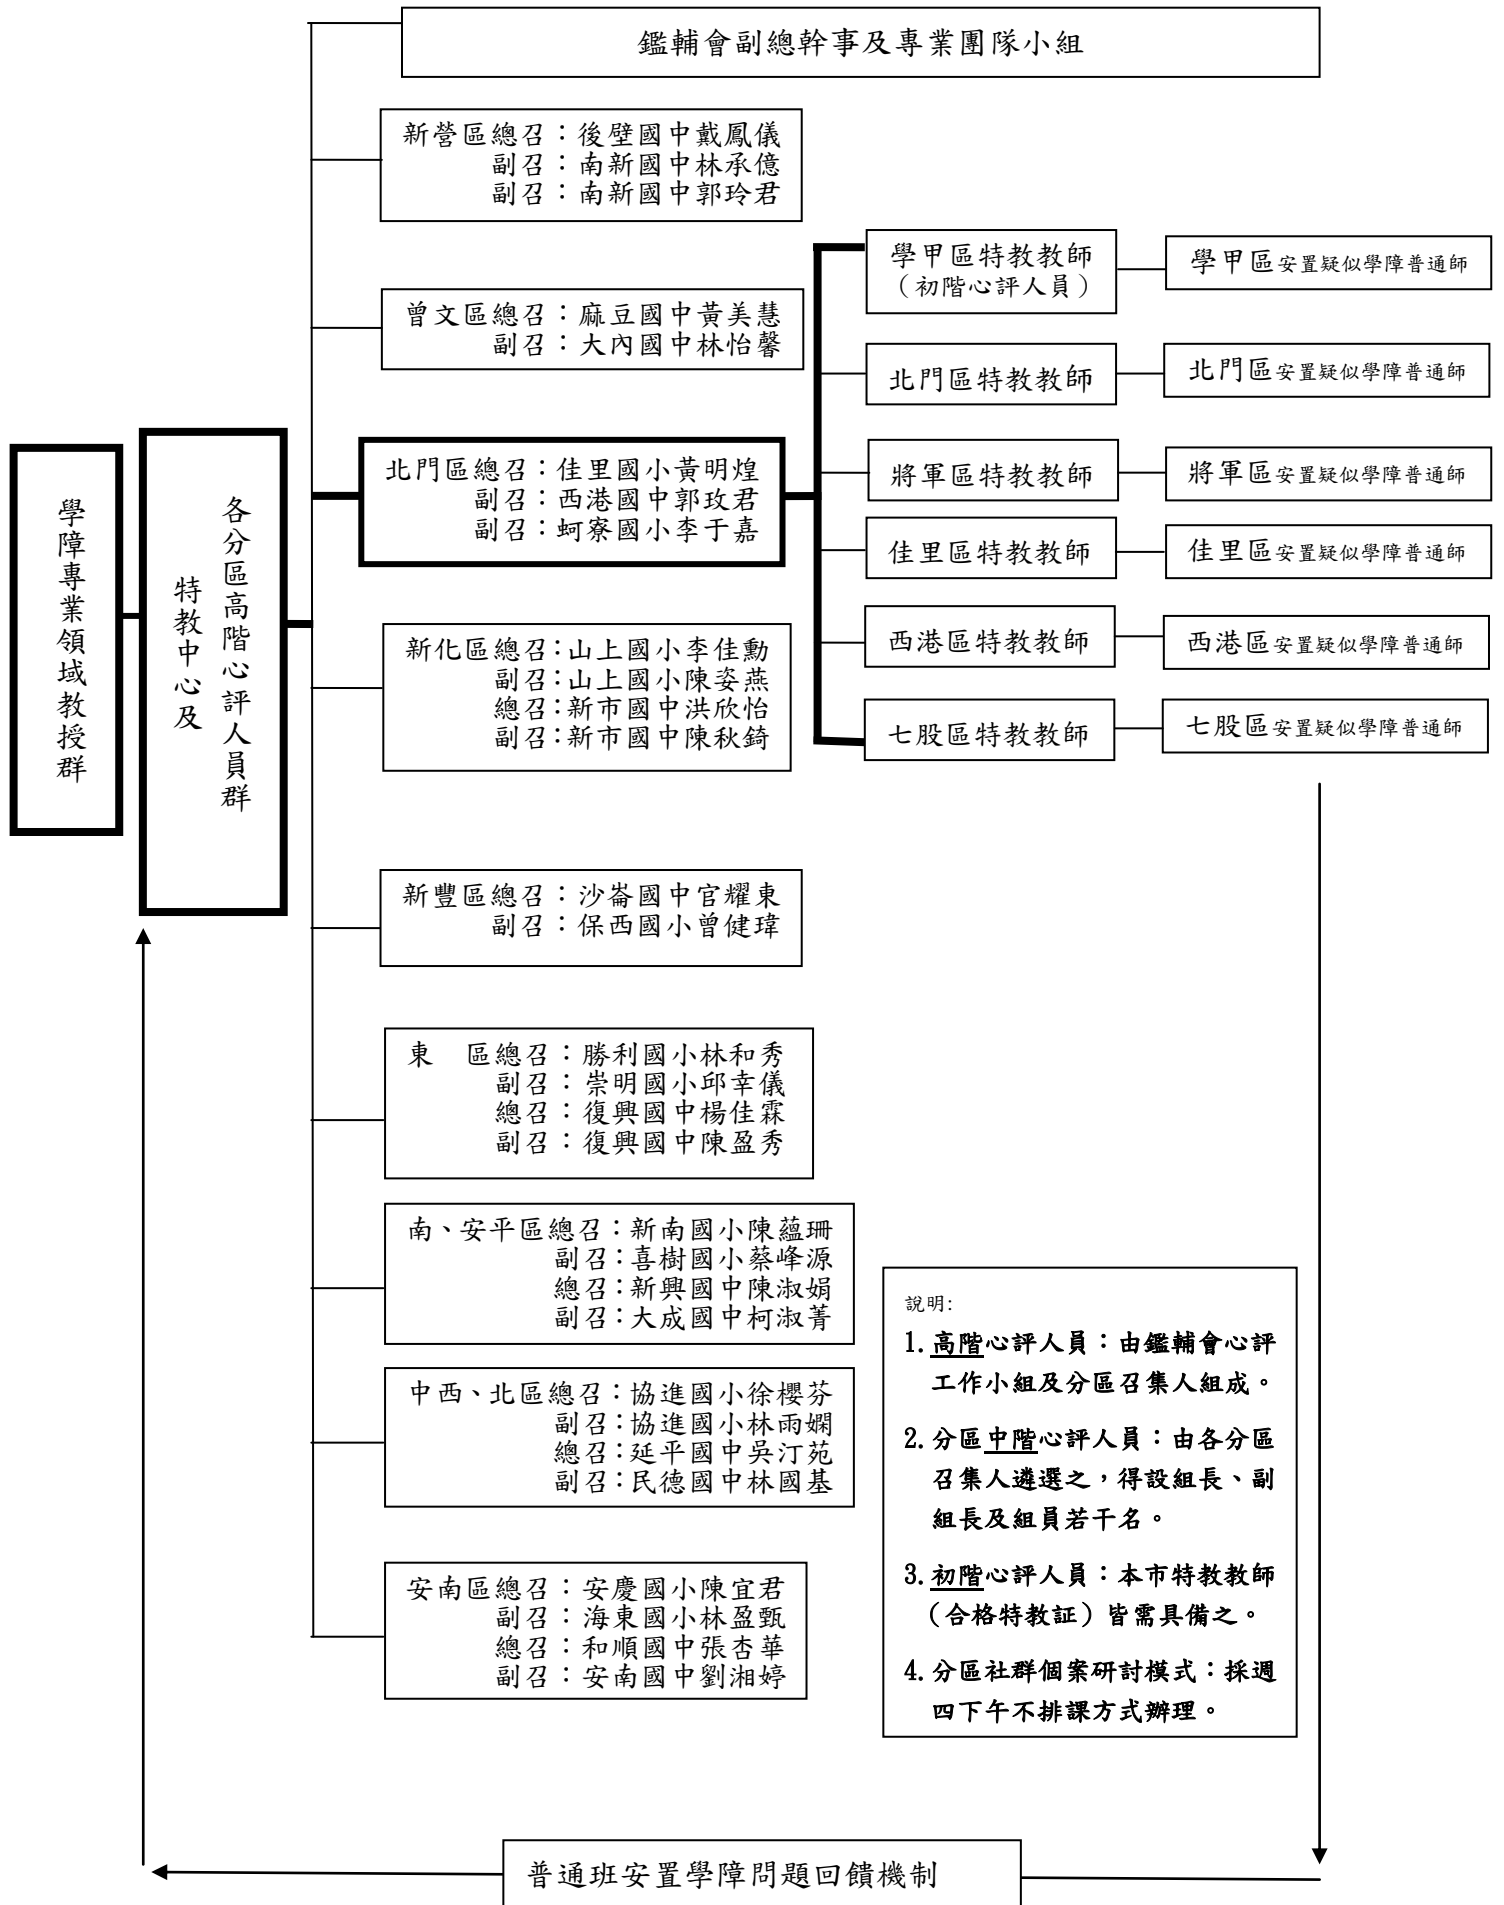 鑑輔會副總幹事及專業團隊小組
學障專業領域教授群
各分區高階心評人員群
特教中心及
新營區總召：後壁國中戴鳳儀
副召：南新國中林承億
副召：南新國中郭玲君
曾文區總召：麻豆國中黃美慧
副召：大內國中林怡馨
北門區總召：佳里國小黃明煌
副召：西港國中郭玫君
副召：蚵寮國小李于嘉
新化區總召：山上國小李佳勳
副召：山上國小陳姿燕
總召：新市國中洪欣怡
副召：新市國中陳秋錡
新豐區總召：沙崙國中官耀東
副召：保西國小曾健瑋
東　區總召：勝利國小林和秀
副召：崇明國小邱幸儀
總召：復興國中楊佳霖
副召：復興國中陳盈秀
南、安平區總召：新南國小陳蘊珊
副召：喜樹國小蔡峰源
總召：新興國中陳淑娟
副召：大成國中柯淑菁
中西、北區總召：協進國小徐櫻芬
副召：協進國小林雨嫻
總召：延平國中吳汀苑
副召：民德國中林國基
安南區總召：安慶國小陳宜君
副召：海東國小林盈甄
總召：和順國中張杏華
副召：安南國中劉湘婷
學甲區特教教師
（初階心評人員）
學甲區安置疑似學障普通師
北門區特教教師
北門區安置疑似學障普通師
將軍區特教教師
將軍區安置疑似學障普通師
佳里區特教教師
佳里區安置疑似學障普通師
西港區特教教師
西港區安置疑似學障普通師
七股區特教教師
七股區安置疑似學障普通師
說明:
1. 高階心評人員：由鑑輔會心評
工作小組及分區召集人組成。
2. 分區中階心評人員：由各分區
召集人遴選之，得設組長、副
組長及組員若干名。
3. 初階心評人員：本市特教教師
（合格特教証）皆需具備之。
4. 分區社群個案研討模式：採週
四下午不排課方式辦理。
普通班安置學障問題回饋機制